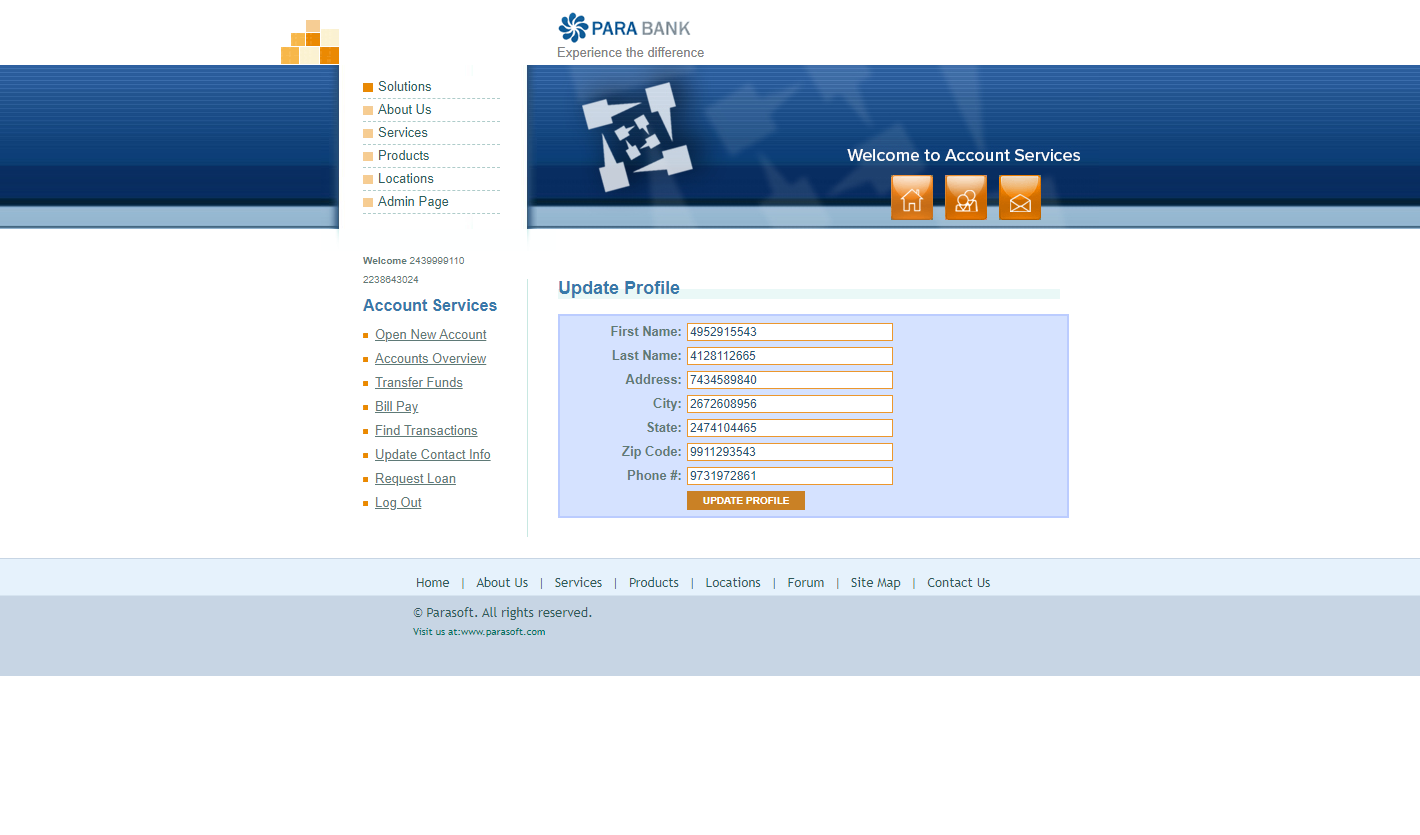 PARA BANK
Experience the difference
Solutions
About Us
Services
Products
Locations
Admin Page
Welcome to Account Services
Welcome 2439999110
2238643024
Account Services
Open New Account
Accounts Overview
Transfer Funds
Bill Pay
Find Transactions
Update Contact Info
Request Loan
Log Out
Update Profile
First Name: 4952915543
Last Name: 4128112665
Address: 7434589840
City: 2672608956
State: 2474104465
Zip Code: 9911293543
Phone #: 9731972861
UPDATE PROFILE
Home | About Us | Services | Products | Locations | Forum | Site Map | Contact Us
© Parasoft. All rights reserved.
Visit us at:www.parasoft.com